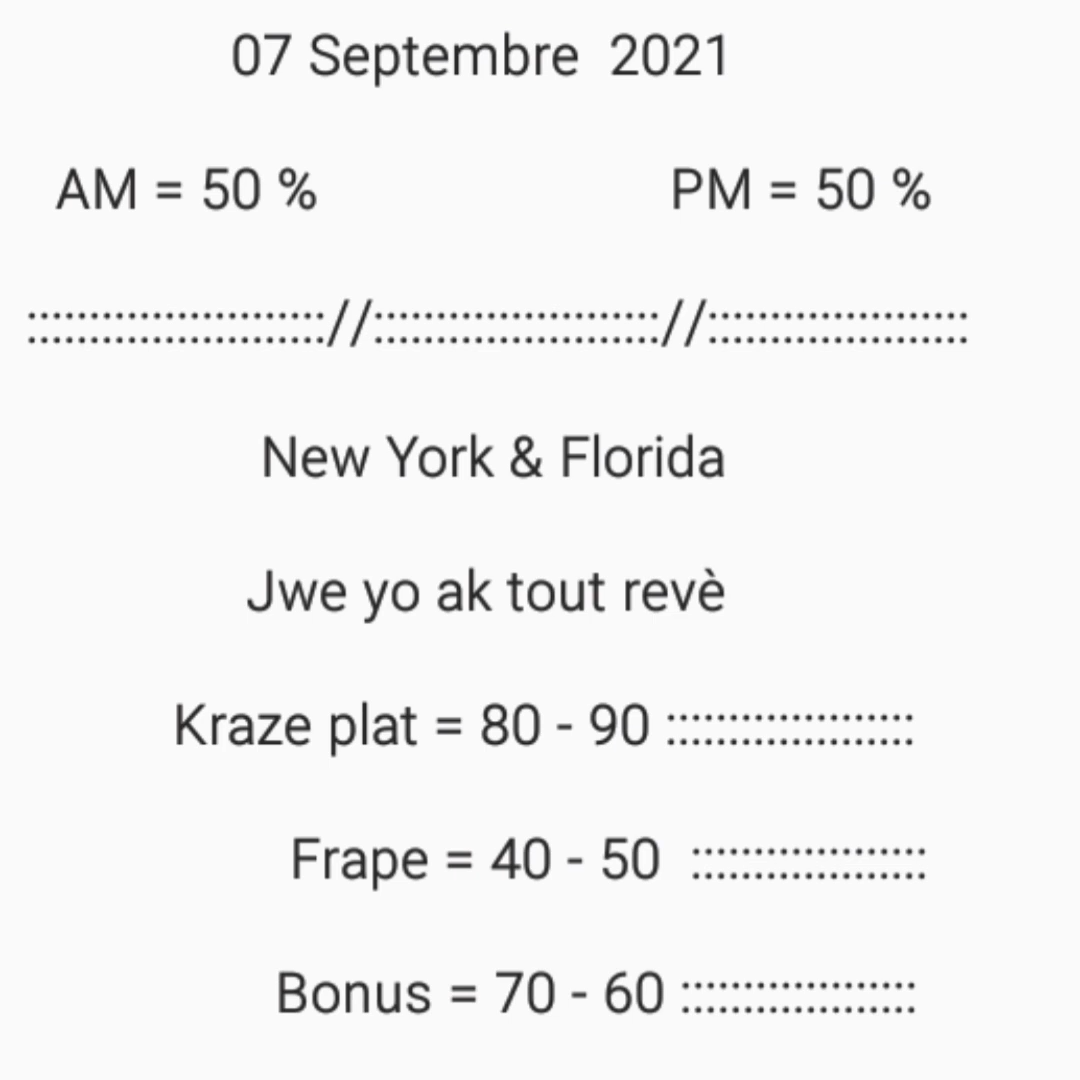 07 Septembre 2021
AM = 50 % PM = 50 %
::::::::::::::::::::::::://::::::::::::::::::::::://:::::::::::::::::::::
New York & Florida
Jwe yo ak tout revè
Kraze plat = 80 - 90 ::::::::::::::::::::
Frape = 40 - 50 :::::::::::::::::::
Bonus = 70 - 60 :::::::::::::::::::